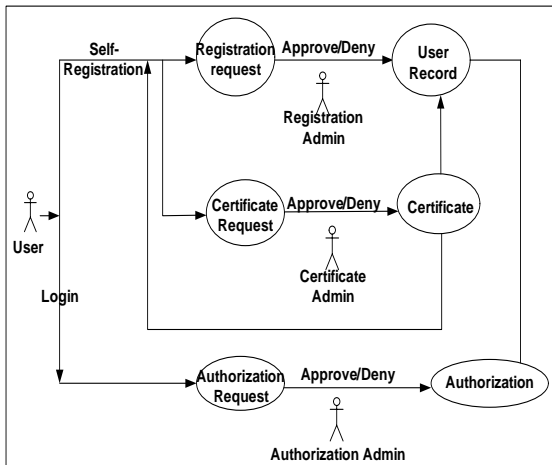 Self-
Registration
Registration
request
Approve/Deny
User
Record
Registration
Admin
User
Certificate
Request
Approve/Deny
Certificate
Certificate
Admin
Login
Authorization
Request
Approve/Deny
Authorization
Authorization Admin